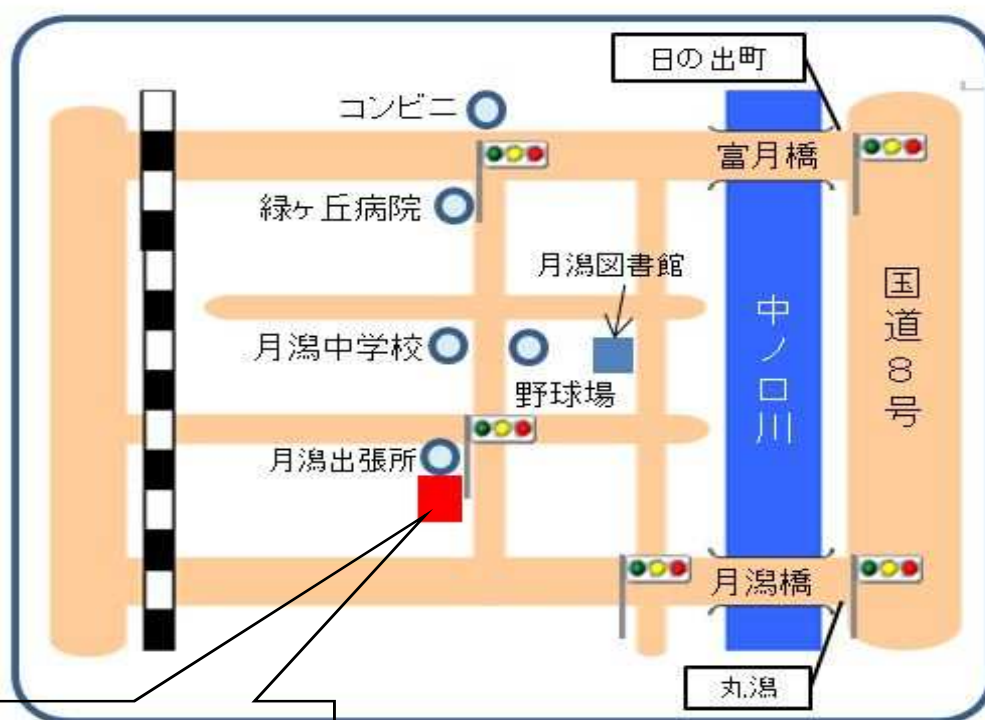 日の出町
コンビニ
富月橋
緑ヶ丘病院
月潟図書館
国道8号
中ノ口川
月潟中学校
野球場
月潟出張所
月潟橋
丸潟